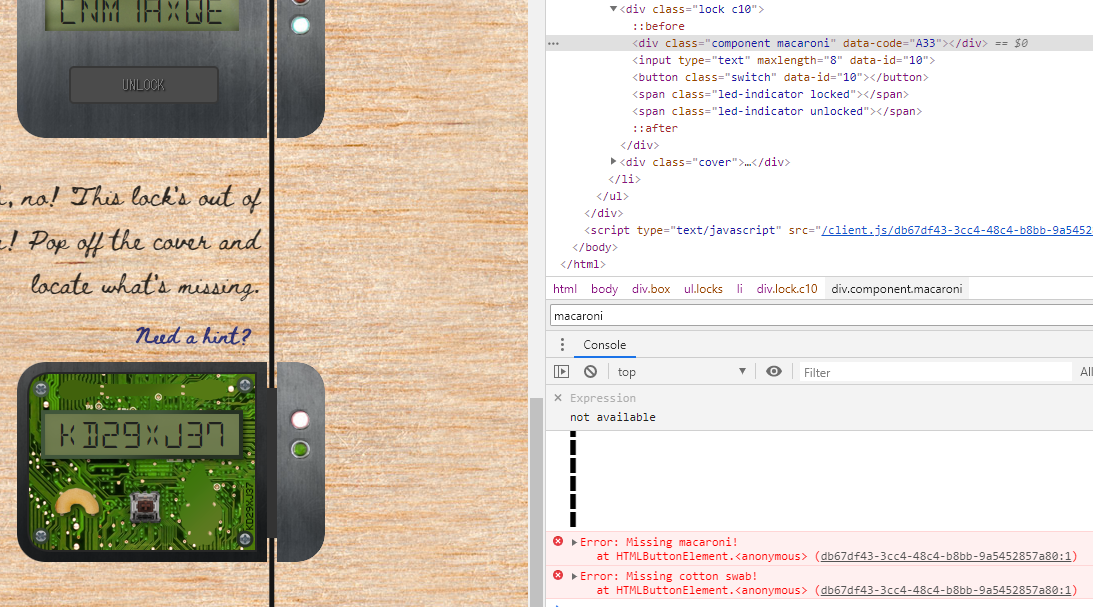 CNM1AXQE
UNLOCK
, no! This lock's out of
! Pop off the cover and
locate what's missing.
Need a hint?
KD29XJ37
KD29XJ37
▼<div class="lock c10">
::before
··· <div class="component macaroni" data-code="A33"></div> == $0
<input type="text" maxlength="8" data-id="10">
<button class="switch" data-id="10"></button>
<span class="led-indicator locked"></span>
<span class="led-indicator unlocked"></span>
::after
</div>
▶<div class="cover">…</div>
</li>
</ul>
</div>
<script type="text/javascript" src="/client.js/db67df43-3cc4-48c4-b8bb-9a5452
</body>
</html>
html body div.box ul.locks li div.lock.c10 div.component.macaroni
macaroni
Console
top ▼ Filter All
× Expression
not available
▶Error: Missing macaroni!
at HTMLButtonElement.<anonymous> (db67df43-3cc4-48c4-b8bb-9a5452857a80:1)
▶Error: Missing cotton swab!
at HTMLButtonElement.<anonymous> (db67df43-3cc4-48c4-b8bb-9a5452857a80:1)